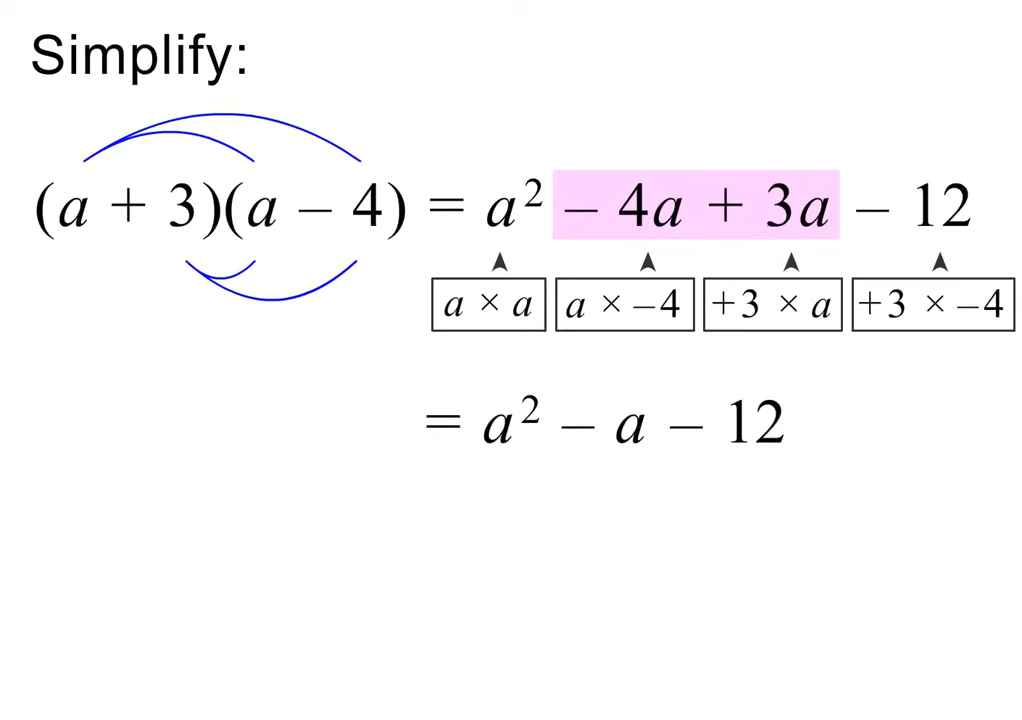 Simplify:
(a + 3)(a – 4) = a² – 4a + 3a – 12
a × a
a × –4
+3 × a
+3 × –4
= a² – a – 12